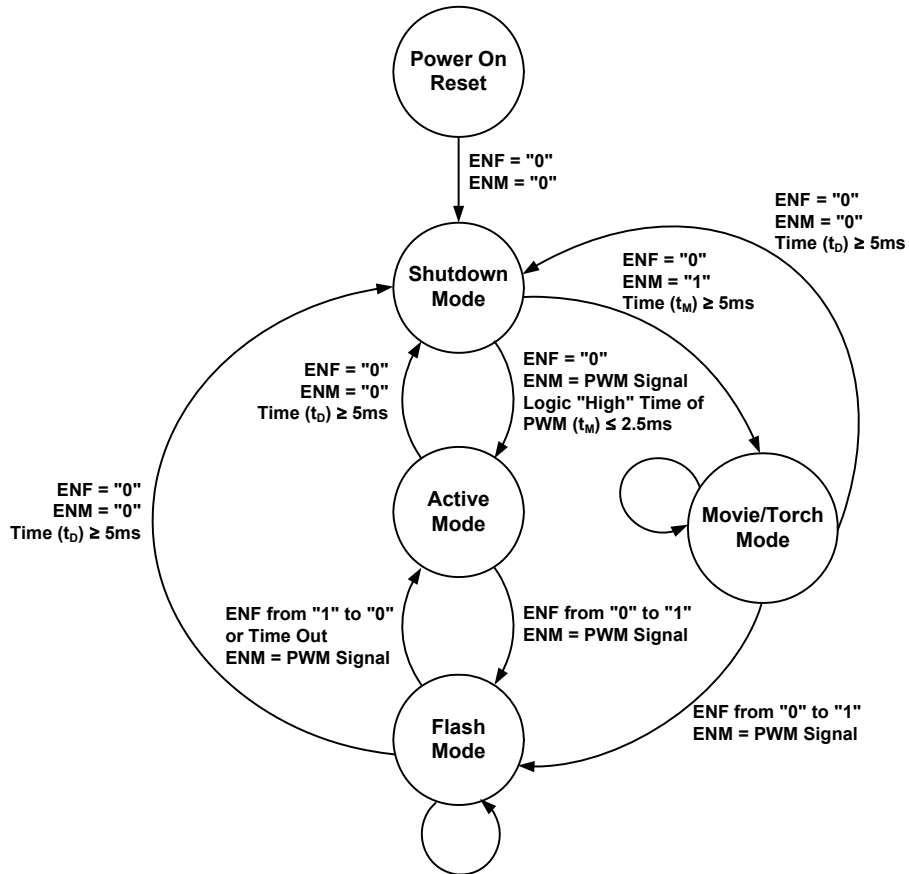 Power On
Reset
ENF = "0"
ENM = "0"
ENF = "0"
ENM = "0"
Time (tD) ≥ 5ms
Shutdown
Mode
ENF = "0"
ENM = "1"
Time (tM) ≥ 5ms
ENF = "0"
ENM = "0"
Time (tD) ≥ 5ms
ENF = "0"
ENM = PWM Signal
Logic "High" Time of
PWM (tM) ≤ 2.5ms
ENF = "0"
ENM = "0"
Time (tD) ≥ 5ms
Active
Mode
Movie/Torch
Mode
ENF from "1" to "0"
or Time Out
ENM = PWM Signal
ENF from "0" to "1"
ENM = PWM Signal
Flash
Mode
ENF from "0" to "1"
ENM = PWM Signal